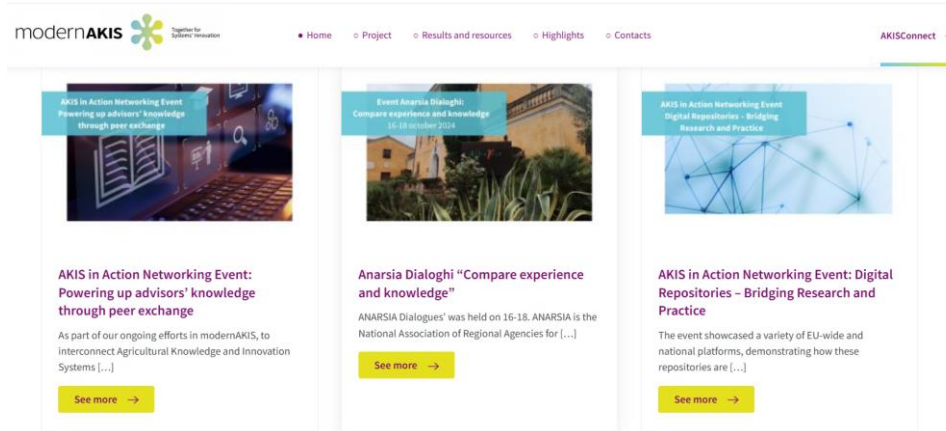 modernAKIS
Together for
Systems' Innovation
Home
Project
Results and resources
Highlights
Contacts
AKISConnect
AKIS in Action Networking Event
Powering up advisors' knowledge
through peer exchange
AKIS in Action Networking Event:
Powering up advisors' knowledge
through peer exchange
As part of our ongoing efforts in modernAKIS, to
interconnect Agricultural Knowledge and Innovation
Systems […]
See more →
Event Anarsia Dialoghi:
Compare experience and knowledge
16-18 october 2024
Anarsia Dialoghi “Compare experience
and knowledge”
ANARSIA Dialogues' was held on 16-18. ANARSIA is the
National Association of Regional Agencies for […]
See more →
AKIS in Action Networking Event
Digital Repositories – Bridging
Research and Practice
AKIS in Action Networking Event: Digital
Repositories – Bridging Research and
Practice
The event showcased a variety of EU-wide and
national platforms, demonstrating how these
repositories are […]
See more →